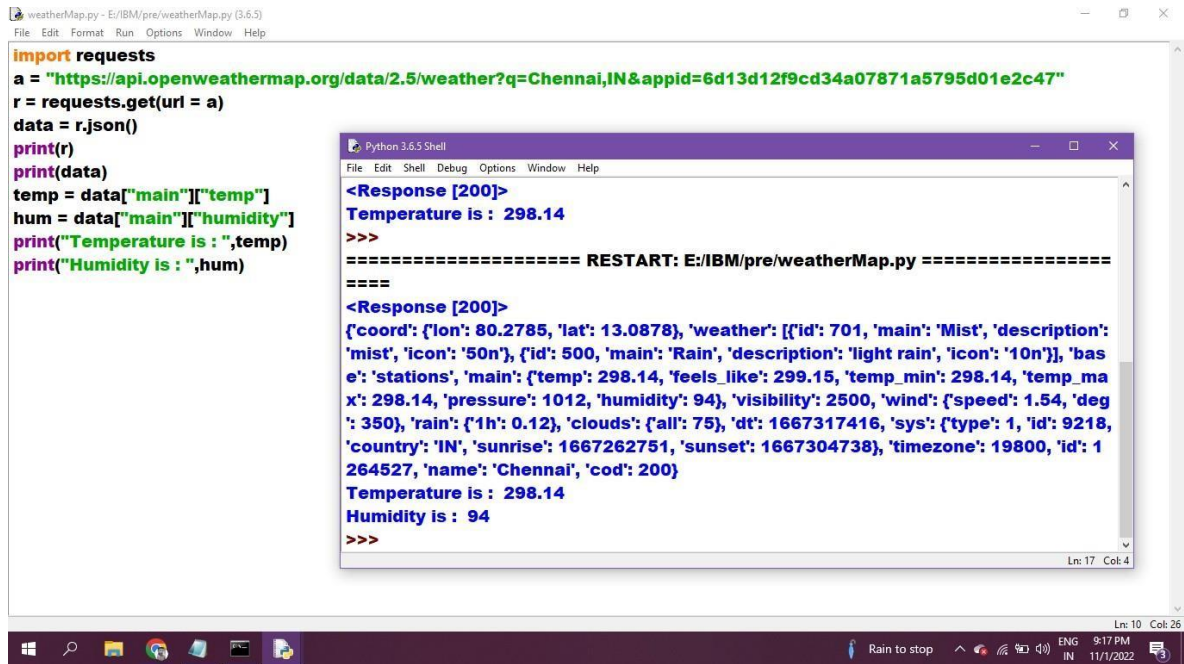 weatherMap.py - E:/IBM/pre/weatherMap.py (3.6.5)
File Edit Format Run Options Window Help
import requests
a = "https://api.openweathermap.org/data/2.5/weather?q=Chennai,IN&appid=6d13d12f9cd34a07871a5795d01e2c47"
r = requests.get(url = a)
data = r.json()
print(r)
print(data)
temp = data["main"]["temp"]
hum = data["main"]["humidity"]
print("Temperature is : ",temp)
print("Humidity is : ",hum)
Python 3.6.5 Shell
File Edit Shell Debug Options Window Help
<Response [200]>
Temperature is :  298.14
>>>
===================== RESTART: E:/IBM/pre/weatherMap.py =================
====
<Response [200]>
{'coord': {'lon': 80.2785, 'lat': 13.0878}, 'weather': [{'id': 701, 'main': 'Mist', 'description':
'mist', 'icon': '50n'}, {'id': 500, 'main': 'Rain', 'description': 'light rain', 'icon': '10n'}], 'bas
e': 'stations', 'main': {'temp': 298.14, 'feels_like': 299.15, 'temp_min': 298.14, 'temp_ma
x': 298.14, 'pressure': 1012, 'humidity': 94}, 'visibility': 2500, 'wind': {'speed': 1.54, 'deg
': 350}, 'rain': {'1h': 0.12}, 'clouds': {'all': 75}, 'dt': 1667317416, 'sys': {'type': 1, 'id': 9218,
'country': 'IN', 'sunrise': 1667262751, 'sunset': 1667304738}, 'timezone': 19800, 'id': 1
264527, 'name': 'Chennai', 'cod': 200}
Temperature is :  298.14
Humidity is :  94
>>>
Ln: 17 Col: 4
Ln: 10 Col: 26
Rain to stop
ENG
IN
9:17 PM
11/1/2022
3